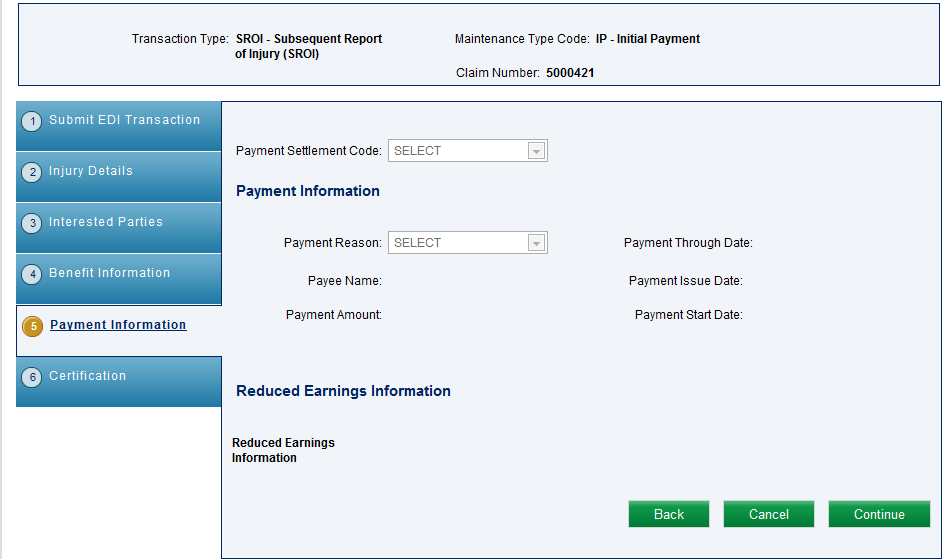 Transaction Type: SROI - Subsequent Report
of Injury (SROI)
Maintenance Type Code: IP - Initial Payment
Claim Number: 5000421
1 Submit EDI Transaction
2 Injury Details
3 Interested Parties
4 Benefit Information
5 Payment Information
6 Certification
Payment Settlement Code: SELECT
Payment Information
Payment Reason: SELECT
Payment Through Date:
Payee Name:
Payment Issue Date:
Payment Amount:
Payment Start Date:
Reduced Earnings Information
Reduced Earnings
Information
Back
Cancel
Continue